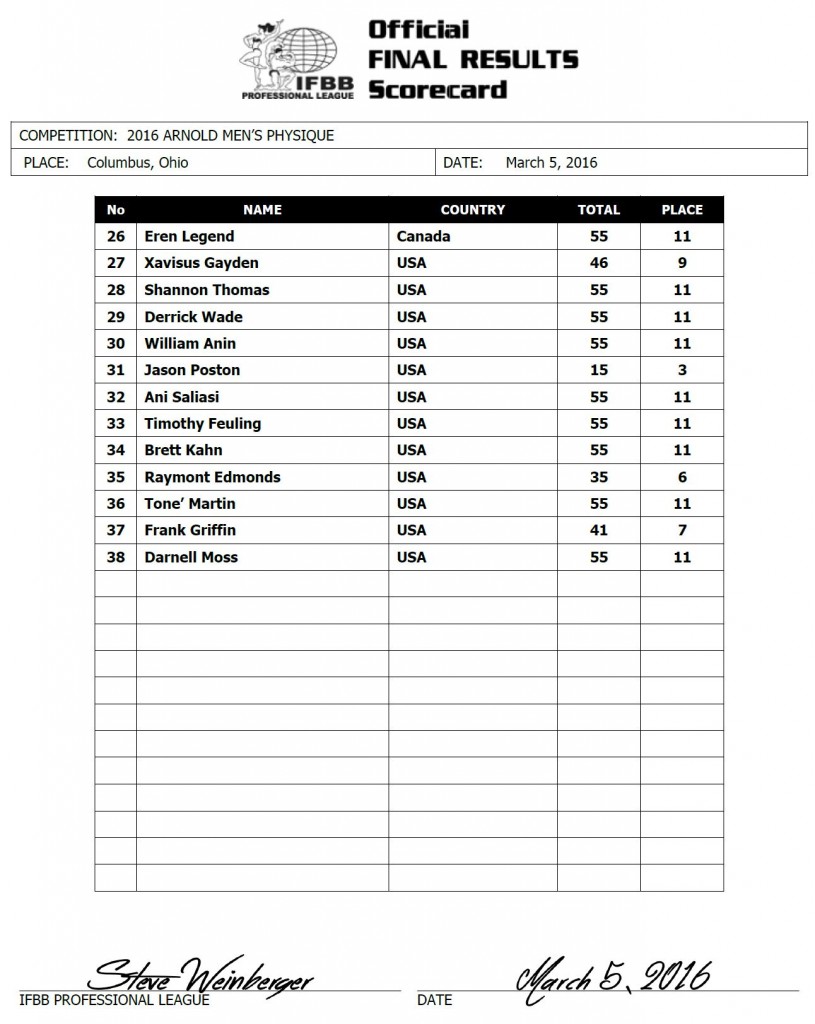 Official
FINAL RESULTS
Scorecard
IFBB
PROFESSIONAL LEAGUE
COMPETITION: 2016 ARNOLD MEN'S PHYSIQUE
PLACE: Columbus, Ohio DATE: March 5, 2016
No NAME COUNTRY TOTAL PLACE
26 Eren Legend Canada 55 11
27 Xavisus Gayden USA 46 9
28 Shannon Thomas USA 55 11
29 Derrick Wade USA 55 11
30 William Anin USA 55 11
31 Jason Poston USA 15 3
32 Ani Saliasi USA 55 11
33 Timothy Feuling USA 55 11
34 Brett Kahn USA 55 11
35 Raymont Edmonds USA 35 6
36 Tone’ Martin USA 55 11
37 Frank Griffin USA 41 7
38 Darnell Moss USA 55 11
Steve Weinberger March 5, 2016
IFBB PROFESSIONAL LEAGUE DATE